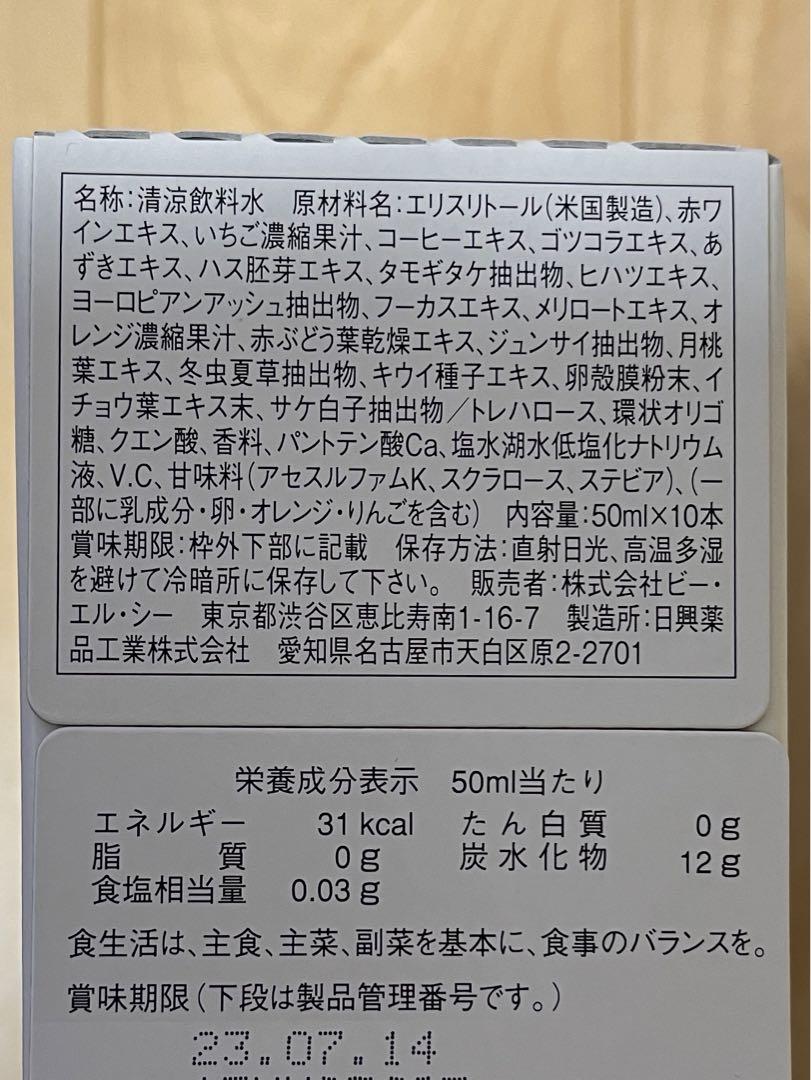 名称：清涼飲料水　原材料名：エリスリトール（米国製造）、赤ワ
インエキス、いちご濃縮果汁、コーヒーエキス、ゴツコラエキス、あ
ずきエキス、ハス胚芽エキス、タモギタケ抽出物、ヒハツエキス、
ヨーロピアンアッシュ抽出物、フーカスエキス、メリロートエキス、オ
レンジ濃縮果汁、赤ぶどう葉乾燥エキス、ジュンサイ抽出物、月桃
葉エキス、冬虫夏草抽出物、キウイ種子エキス、卵殻膜粉末、イ
チョウ葉エキス末、サケ白子抽出物／トレハロース、環状オリゴ
糖、クエン酸、香料、パントテン酸Ca、塩水湖水低塩化ナトリウム
液、V.C、甘味料（アセスルファムK、スクラロース、ステビア）、（一
部に乳成分・卵・オレンジ・りんごを含む）　内容量：50ml×10本
賞味期限：枠外下部に記載　保存方法：直射日光、高温多湿
を避けて冷暗所に保存して下さい。　販売者：株式会社ビー・
エル・シー　東京都渋谷区恵比寿南1-16-7　製造所：日興薬
品工業株式会社　愛知県名古屋市天白区原2-2701
栄養成分表示　50ml当たり
エネルギー　31 kcal　たん白質　0 g
脂質　0 g　炭水化物　12 g
食塩相当量　0.03 g
食生活は、主食、主菜、副菜を基本に、食事のバランスを。
賞味期限（下段は製品管理番号です。）
23.07.14